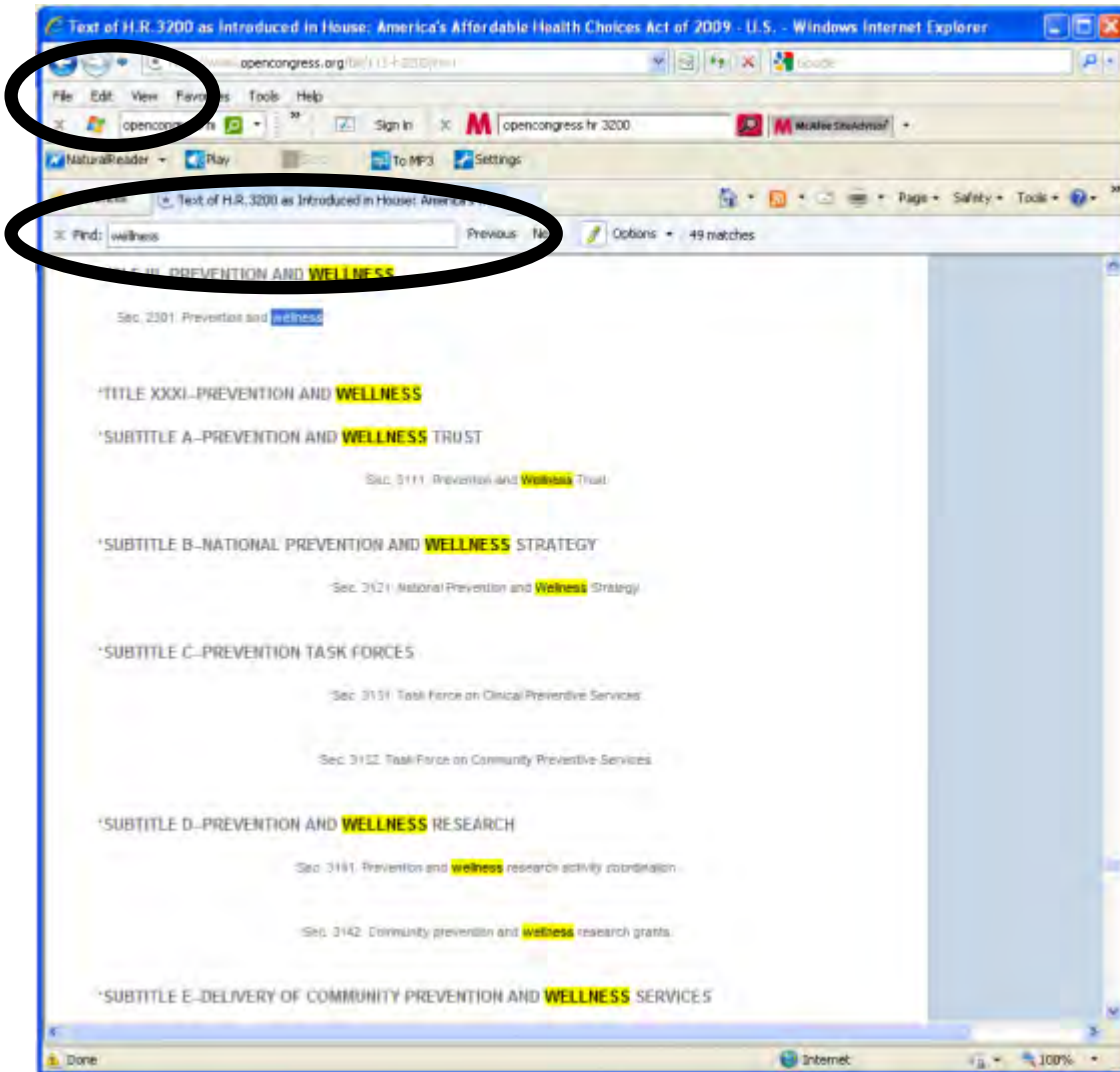 Text of H.R. 3200 as Introduced in House: America's Affordable Health Choices Act of 2009 - U.S. - Windows Internet Explorer
opencongress.org
File Edit View Tools Help
Sign In opencongress hr 3200 McAfee SiteAdvisor
NaturalReader Play To MP3 Settings
Text of H.R. 3200 as Introduced in House: Page Safety Tools
Find: wellness Previous Options 49 matches
III-PREVENTION AND WELLNESS
Sec. 2301. Prevention and wellness
`TITLE XXXI--PREVENTION AND WELLNESS
`SUBTITLE A--PREVENTION AND WELLNESS TRUST
`Sec. 3111. Prevention and Wellness Trust
`SUBTITLE B--NATIONAL PREVENTION AND WELLNESS STRATEGY
`Sec. 3121. National Prevention and Wellness Strategy
`SUBTITLE C--PREVENTION TASK FORCES
`Sec. 3131. Task Force on Clinical Preventive Services
`Sec. 3132. Task Force on Community Preventive Services
`SUBTITLE D--PREVENTION AND WELLNESS RESEARCH
`Sec. 3141. Prevention and wellness research activity coordination
`Sec. 3142. Community prevention and wellness research grants
`SUBTITLE E--DELIVERY OF COMMUNITY PREVENTION AND WELLNESS SERVICES
Done Internet 100%